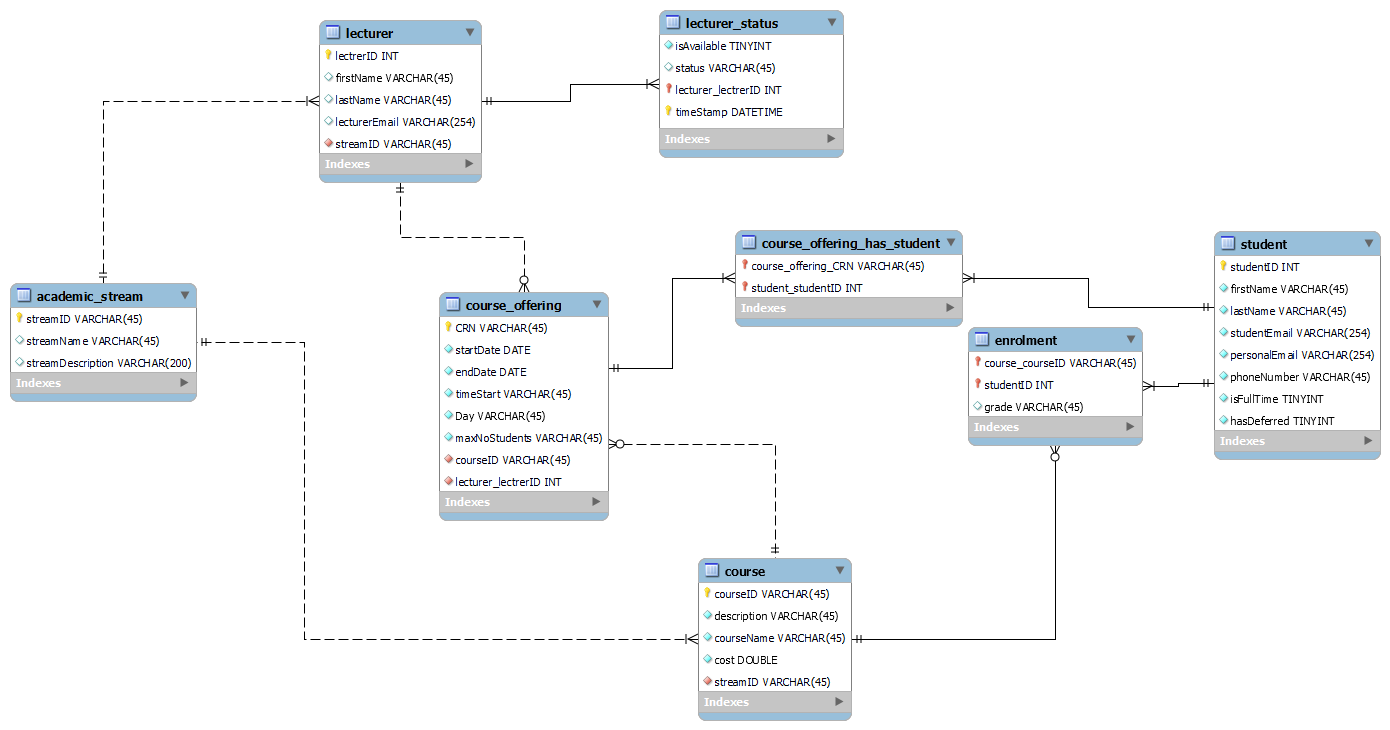 lecturer
lectrerID INT
firstName VARCHAR(45)
lastName VARCHAR(45)
lecturerEmail VARCHAR(254)
streamID VARCHAR(45)
Indexes
lecturer_status
isAvailable TINYINT
status VARCHAR(45)
lecturer_lectrerID INT
timeStamp DATETIME
Indexes
academic_stream
streamID VARCHAR(45)
streamName VARCHAR(45)
streamDescription VARCHAR(200)
Indexes
course_offering
CRN VARCHAR(45)
startDate DATE
endDate DATE
timeStart VARCHAR(45)
Day VARCHAR(45)
maxNoStudents VARCHAR(45)
courseID VARCHAR(45)
lecturer_lectrerID INT
Indexes
course_offering_has_student
course_offering_CRN VARCHAR(45)
student_studentID INT
Indexes
student
studentID INT
firstName VARCHAR(45)
lastName VARCHAR(45)
studentEmail VARCHAR(254)
personalEmail VARCHAR(254)
phoneNumber VARCHAR(45)
isFullTime TINYINT
hasDeferred TINYINT
Indexes
enrolment
course_courseID VARCHAR(45)
studentID INT
grade VARCHAR(45)
Indexes
course
courseID VARCHAR(45)
description VARCHAR(45)
courseName VARCHAR(45)
cost DOUBLE
streamID VARCHAR(45)
Indexes